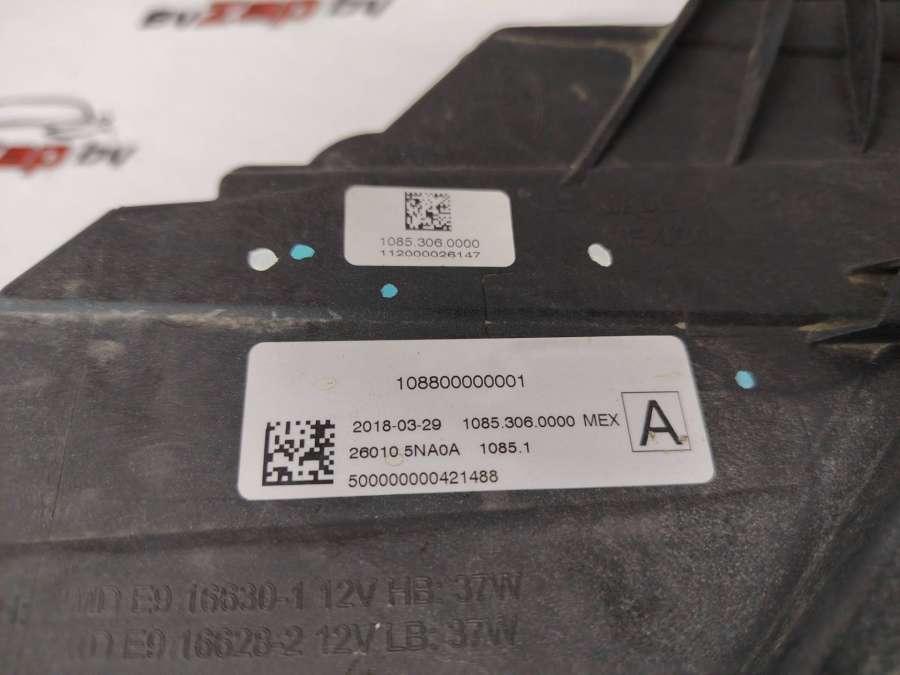 1085.306.0000
112000026147
108800000001
2018-03-29 1085.306.0000 MEX A
26010 5NA0A 1085.1
500000000421488
E9 16630-1 12V HB: 37W
E9 16628-2 12V LB: 37W